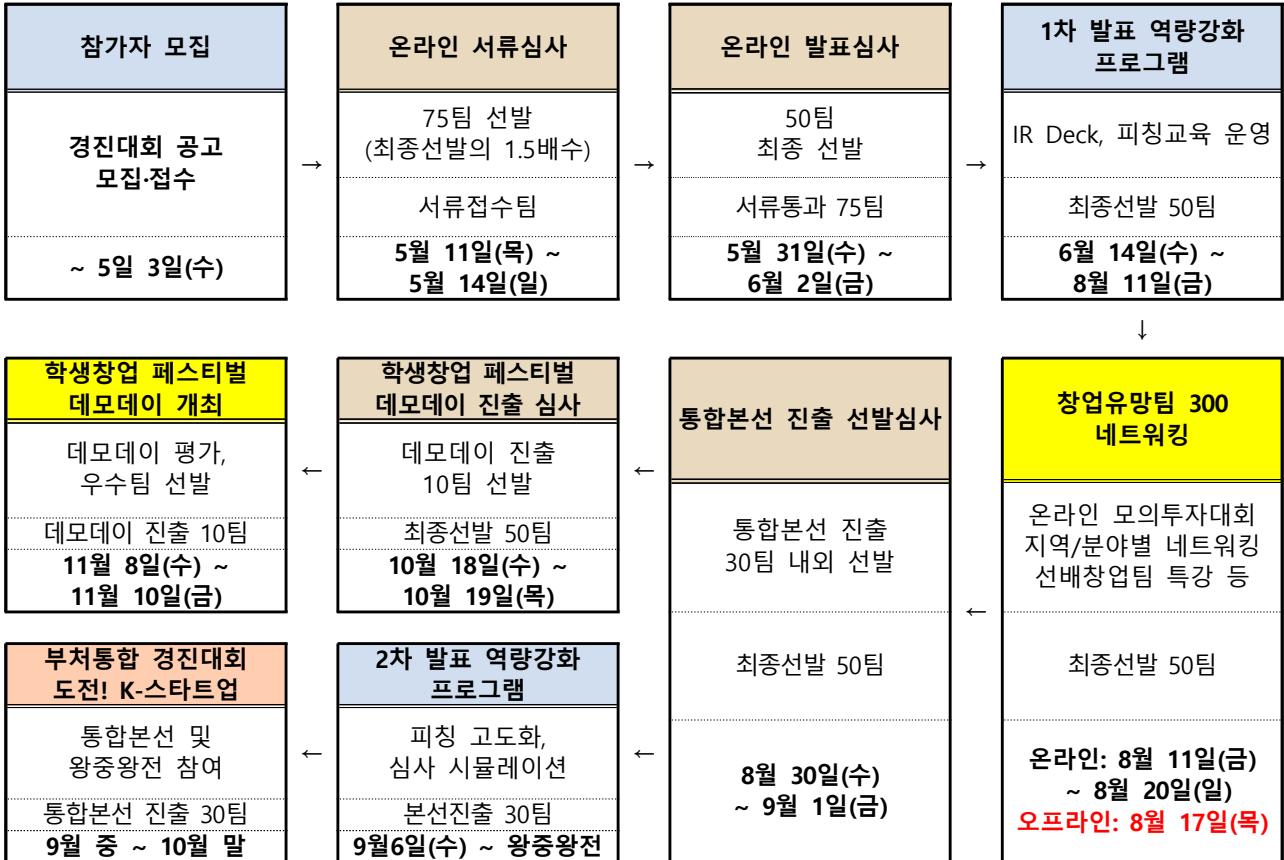 참가자 모집
경진대회 공고
모집·접수
~ 5일 3일(수)
→
온라인 서류심사
75팀 선발
(최종선발의 1.5배수)
서류접수팀
5월 11일(목) ~
5월 14일(일)
→
온라인 발표심사
50팀
최종 선발
서류통과 75팀
5월 31일(수) ~
6월 2일(금)
→
1차 발표 역량강화
프로그램
IR Deck, 피칭교육 운영
최종선발 50팀
6월 14일(수) ~
8월 11일(금)
↓
창업유망팀 300
네트워킹
온라인 모의투자대회
지역/분야별 네트워킹
선배창업팀 특강 등
최종선발 50팀
온라인: 8월 11일(금)
~ 8월 20일(일)
오프라인: 8월 17일(목)
←
통합본선 진출 선발심사
통합본선 진출
30팀 내외 선발
최종선발 50팀
8월 30일(수)
~ 9월 1일(금)
←
학생창업 페스티벌
데모데이 진출 심사
데모데이 진출
10팀 선발
최종선발 50팀
10월 18일(수) ~
10월 19일(목)
←
학생창업 페스티벌
데모데이 개최
데모데이 평가,
우수팀 선발
데모데이 진출 10팀
11월 8일(수) ~
11월 10일(금)
←
2차 발표 역량강화
프로그램
피칭 고도화,
심사 시뮬레이션
본선진출 30팀
9월6일(수) ~ 왕중왕전
←
부처통합 경진대회
도전! K-스타트업
통합본선 및
왕중왕전 참여
통합본선 진출 30팀
9월 중 ~ 10월 말